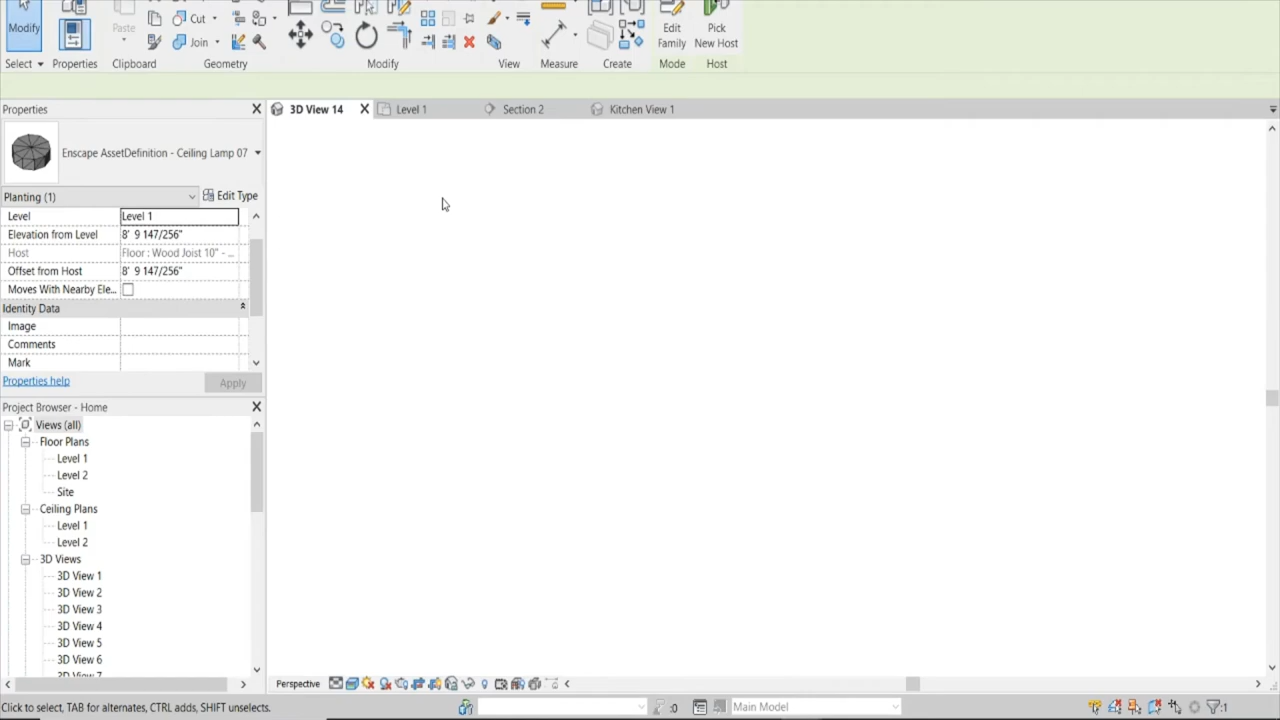 Modify
Paste
Cut
Join
Edit
Family
Pick
New Host
Select
Properties
Clipboard
Geometry
Modify
View
Measure
Create
Mode
Host
Properties
3D View 14
Level 1
Section 2
Kitchen View 1
Enscape AssetDefinition - Ceiling Lamp 07
Planting (1)
Edit Type
Level
Level 1
Elevation from Level
8' 9 147/256"
Host
Floor : Wood Joist 10" - ...
Offset from Host
8' 9 147/256"
Moves With Nearby Ele...
Identity Data
Image
Comments
Mark
Properties help
Apply
Project Browser - Home
Views (all)
Floor Plans
Level 1
Level 2
Site
Ceiling Plans
Level 1
Level 2
3D Views
3D View 1
3D View 2
3D View 3
3D View 4
3D View 5
3D View 6
3D View 7
Perspective
Click to select, TAB for alternates, CTRL adds, SHIFT unselects.
:0
Main Model
:1